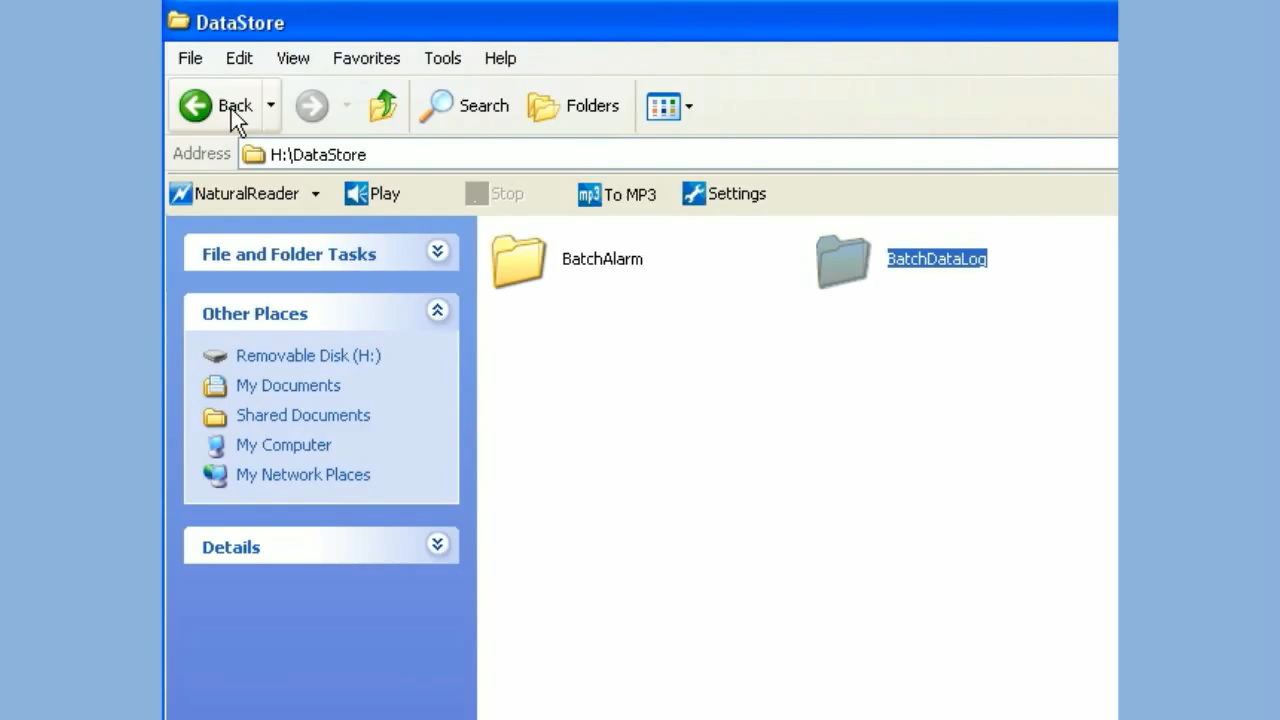 DataStore
File Edit View Favorites Tools Help
Back Search Folders
Address H:\DataStore
NaturalReader Play Stop mp3 To MP3 Settings
File and Folder Tasks
BatchAlarm BatchDataLog
Other Places
Removable Disk (H:)
My Documents
Shared Documents
My Computer
My Network Places
Details